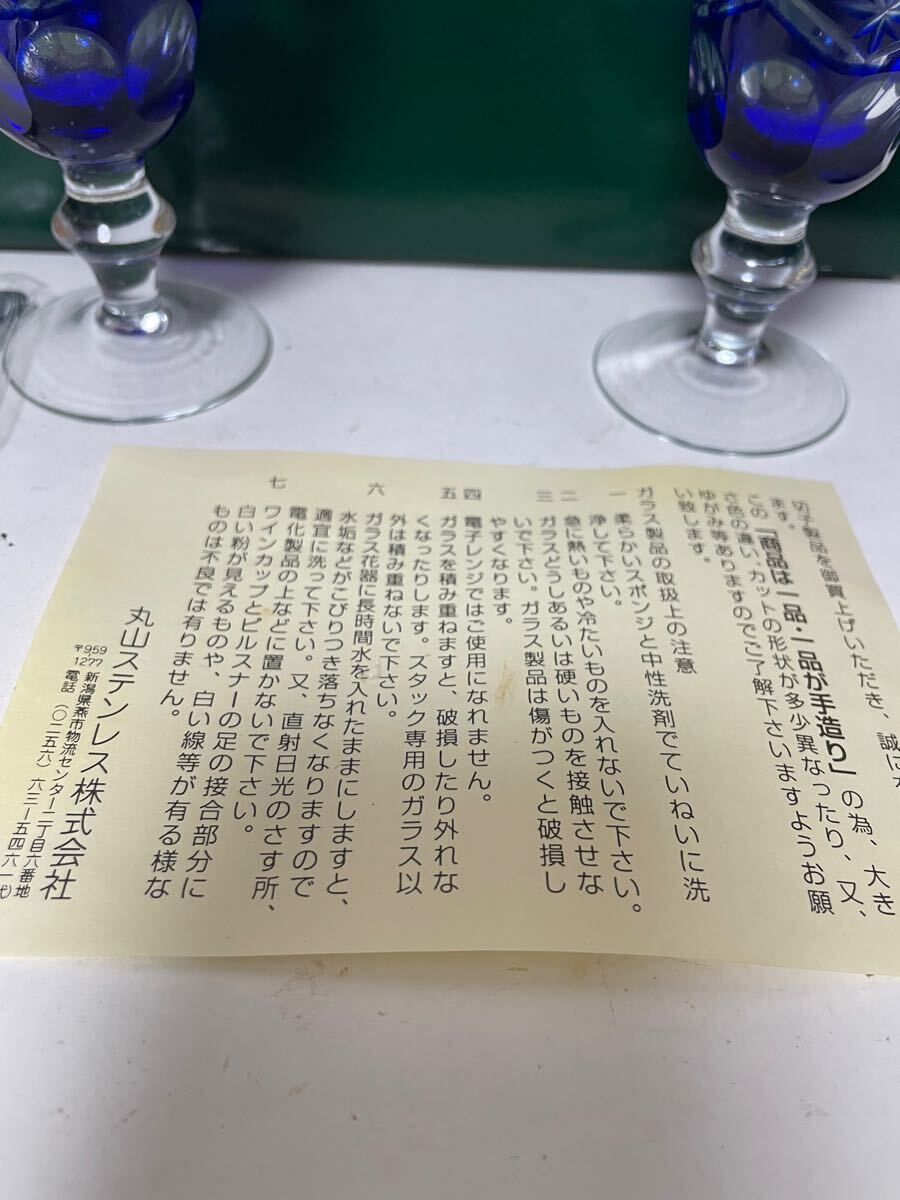 切子製品を御買上げいただき、誠に
ます。
この「商品は一品・一品が手造り」の為、大き
さ色の違い、カットの形状が多少異なったり、又、
ゆがみ等ありますのでご了解下さいますようお願
い致します。
ガラス製品の取扱上の注意
一 柔らかいスポンジと中性洗剤でていねいに洗
浄して下さい。
二 急に熱いものや冷たいものを入れないで下さい。
三 ガラスどうしあるいは硬いものを接触させな
いで下さい。ガラス製品は傷がつくと破損し
やすくなります。
四 電子レンジではご使用になれません。
五 ガラスを積み重ねますと、破損したり外れな
くなったりします。スタック専用のガラス以
外は積み重ねないで下さい。
六 ガラス花器に長時間水を入れたままにしますと、
水垢などがこびりつき落ちなくなりますので
適宜に洗って下さい。又、直射日光のさす所、
電化製品の上などに置かないで下さい。
七 ワインカップとピルスナーの足の接合部分に
白い粉が見えるものや、白い線等が有る様な
ものは不良では有りません。
丸山ステンレス株式会社
〒959-1277 新潟県燕市物流センター二丁目六番地
電話（〇二五六）六三ー五四六一(代)